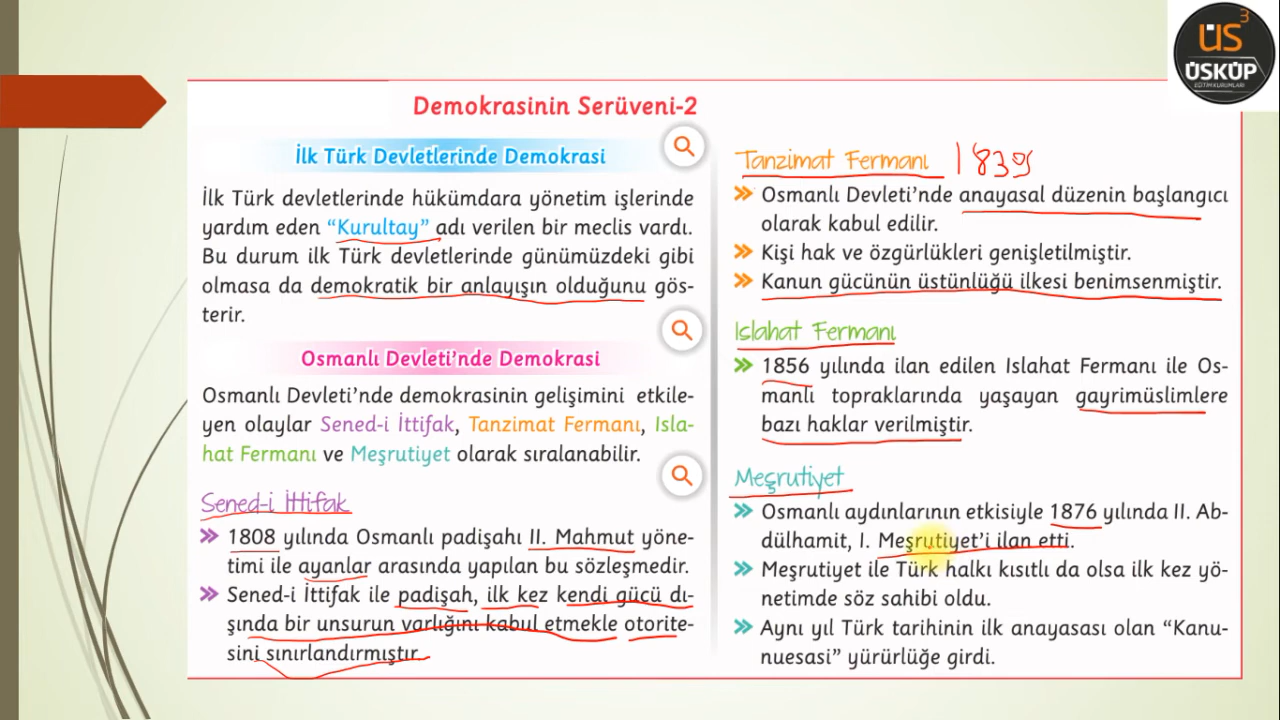 ÜS3
ÜSKÜP
EĞİTİM KURUMLARI
Demokrasinin Serüveni-2
İlk Türk Devletlerinde Demokrasi
İlk Türk devletlerinde hükümdara yönetim işlerinde
yardım eden “Kurultay” adı verilen bir meclis vardı.
Bu durum ilk Türk devletlerinde günümüzdeki gibi
olmasa da demokratik bir anlayışın olduğunu gös-
terir.
Osmanlı Devleti’nde Demokrasi
Osmanlı Devleti’nde demokrasinin gelişimini etkile-
yen olaylar Sened-i İttifak, Tanzimat Fermanı, Isla-
hat Fermanı ve Meşrutiyet olarak sıralanabilir.
Sened-i İttifak
1808 yılında Osmanlı padişahı II. Mahmut yöne-
timi ile ayanlar arasında yapılan bu sözleşmedir.
Sened-i İttifak ile padişah, ilk kez kendi gücü dı-
şında bir unsurun varlığını kabul etmekle otorite-
sini sınırlandırmıştır.
Tanzimat Fermanı 1839
Osmanlı Devleti’nde anayasal düzenin başlangıcı
olarak kabul edilir.
Kişi hak ve özgürlükleri genişletilmiştir.
Kanun gücünün üstünlüğü ilkesi benimsenmiştir.
Islahat Fermanı
1856 yılında ilan edilen Islahat Fermanı ile Os-
manlı topraklarında yaşayan gayrimüslimlere
bazı haklar verilmiştir.
Meşrutiyet
Osmanlı aydınlarının etkisiyle 1876 yılında II. Ab-
dülhamit, I. Meşrutiyet’i ilan etti.
Meşrutiyet ile Türk halkı kısıtlı da olsa ilk kez yö-
netimde söz sahibi oldu.
Aynı yıl Türk tarihinin ilk anayasası olan “Kanu-
nuesasi” yürürlüğe girdi.